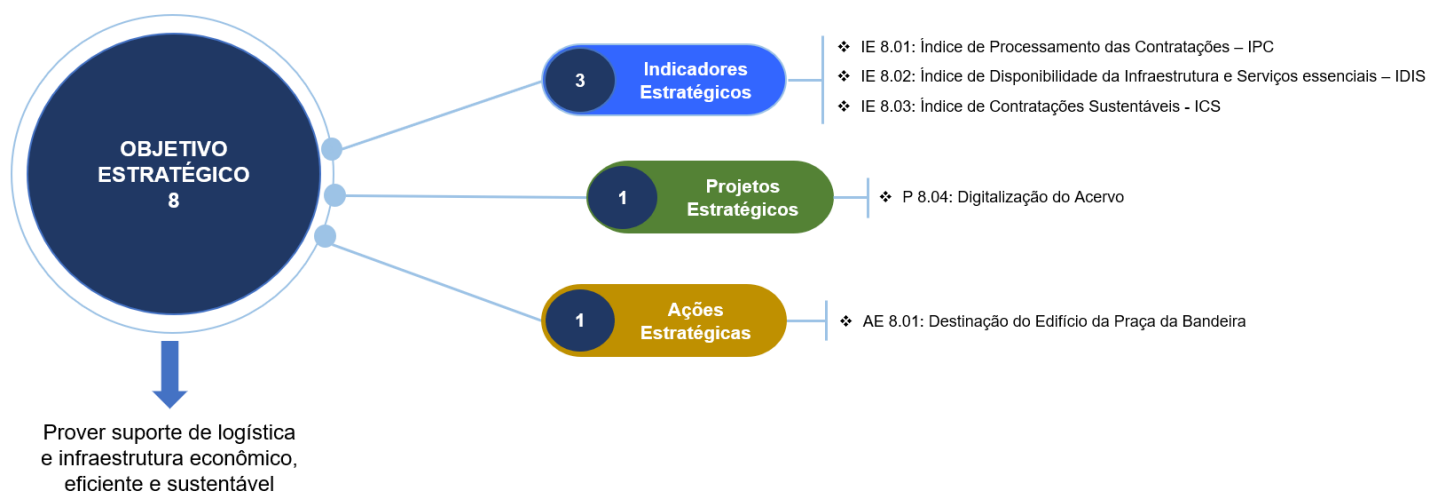 OBJETIVO
ESTRATÉGICO
8
Prover suporte de logística
e infraestrutura econômico,
eficiente e sustentável
3
Indicadores
Estratégicos
❖ IE 8.01: Índice de Processamento das Contratações – IPC
❖ IE 8.02: Índice de Disponibilidade da Infraestrutura e Serviços essenciais – IDIS
❖ IE 8.03: Índice de Contratações Sustentáveis - ICS
1
Projetos
Estratégicos
❖ P 8.04: Digitalização do Acervo
1
Ações
Estratégicas
❖ AE 8.01: Destinação do Edifício da Praça da Bandeira